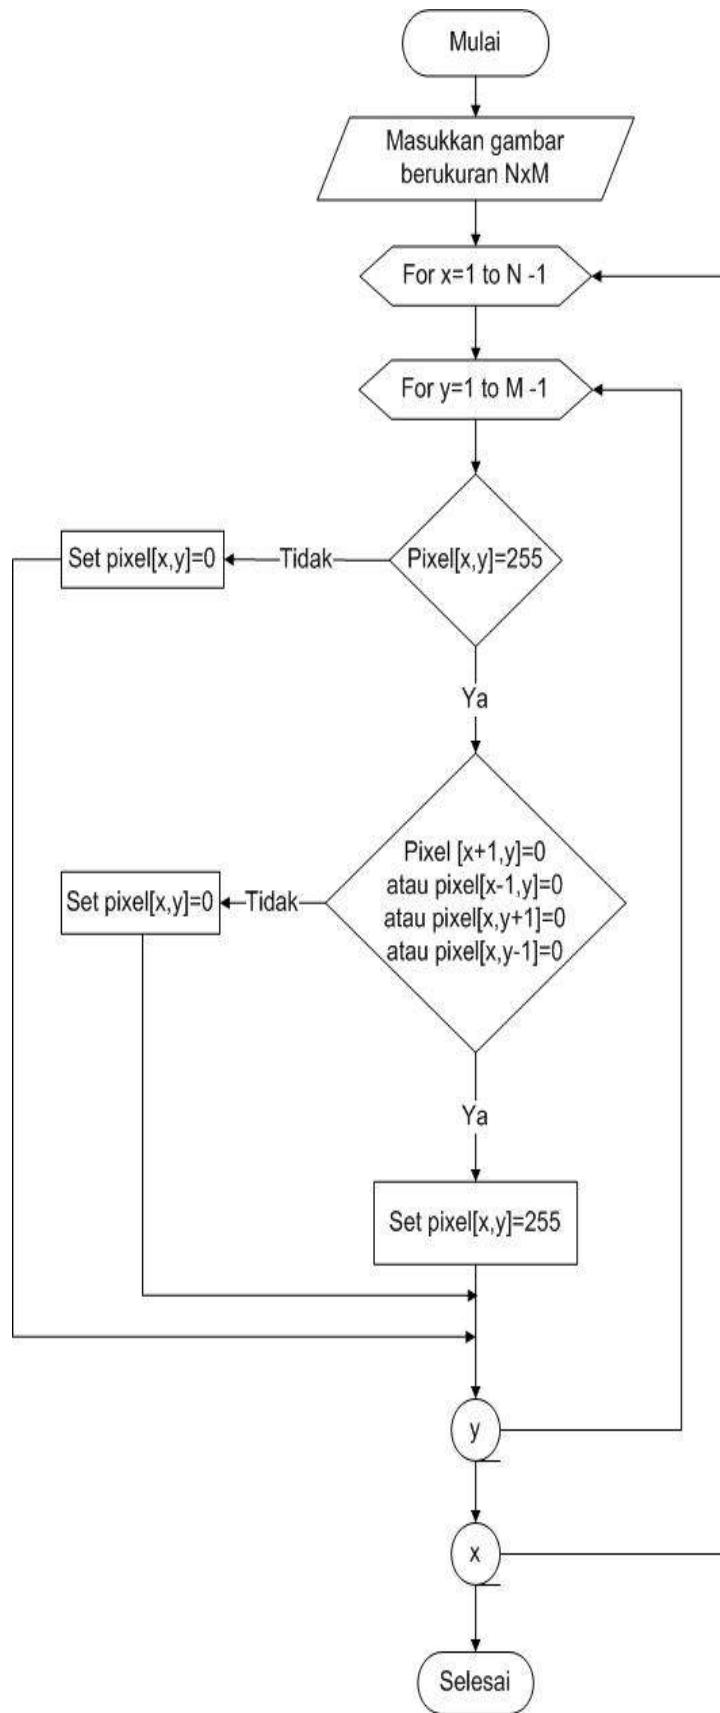 Mulai
Masukkan gambar
berukuran NxM
For x=1 to N -1
For y=1 to M -1
Set pixel[x,y]=0
Tidak
Pixel[x,y]=255
Ya
Pixel [x+1,y]=0
atau pixel[x-1,y]=0
atau pixel[x,y+1]=0
atau pixel[x,y-1]=0
Set pixel[x,y]=0
Tidak
Ya
Set pixel[x,y]=255
y
x
Selesai